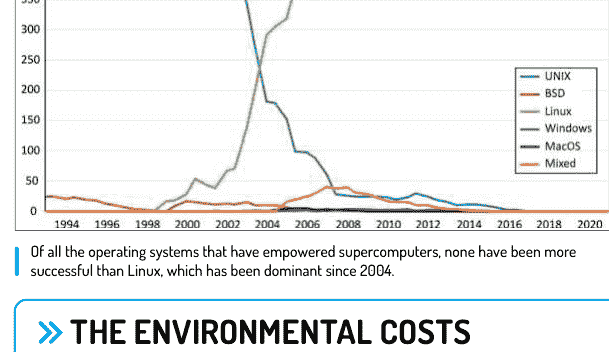 350
300
250
200
150
100
50
0
UNIX
BSD
Linux
Windows
MacOS
Mixed
1994 1996 1998 2000 2002 2004 2006 2008 2010 2012 2014 2016 2018 2020
Of all the operating systems that have empowered supercomputers, none have been more
successful than Linux, which has been dominant since 2004.
THE ENVIRONMENTAL COSTS